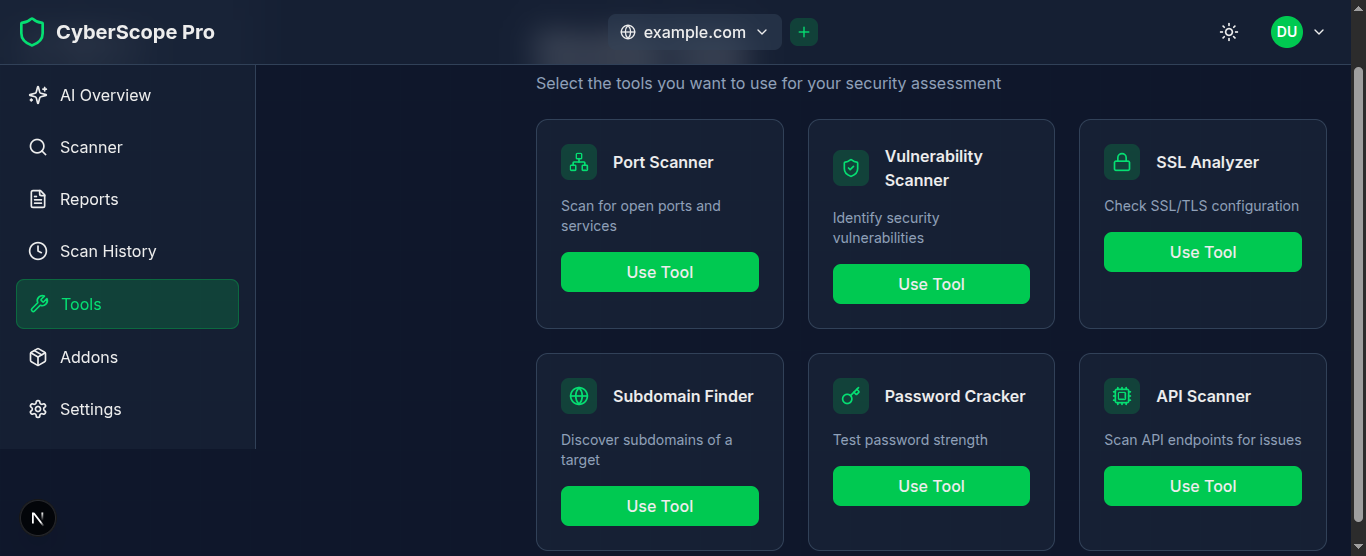 CyberScope Pro
example.com
DU
AI Overview
Scanner
Reports
Scan History
Tools
Addons
Settings
N
Select the tools you want to use for your security assessment
Port Scanner
Scan for open ports and
services
Use Tool
Vulnerability
Scanner
Identify security
vulnerabilities
Use Tool
SSL Analyzer
Check SSL/TLS configuration
Use Tool
Subdomain Finder
Discover subdomains of a
target
Use Tool
Password Cracker
Test password strength
Use Tool
API Scanner
Scan API endpoints for issues
Use Tool